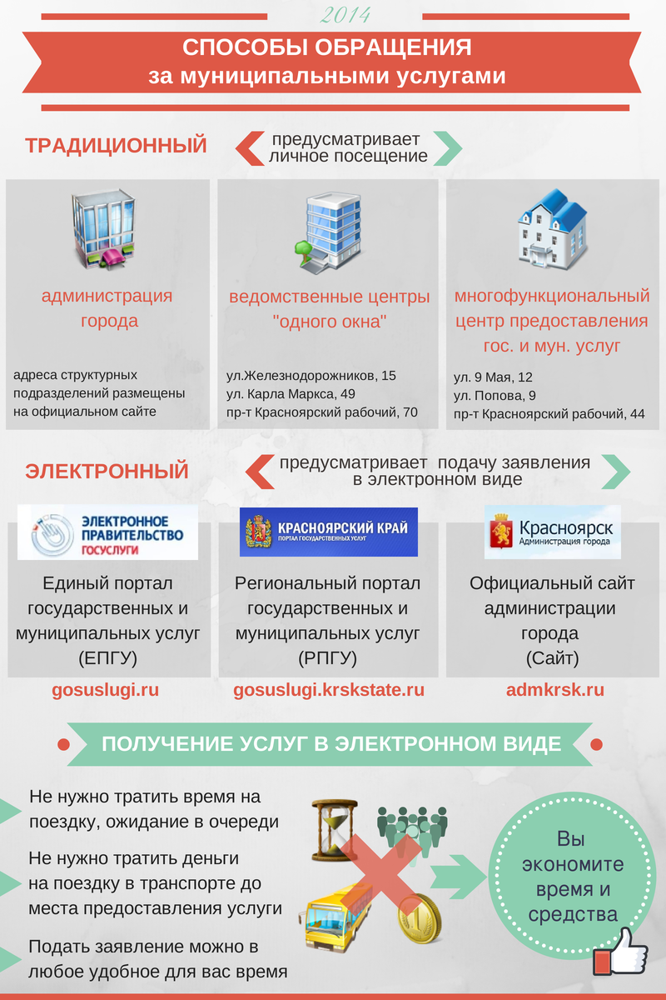 2014
СПОСОБЫ ОБРАЩЕНИЯ
за муниципальными услугами
ТРАДИЦИОННЫЙ
предусматривает
личное посещение
администрация
города
адреса структурных
подразделений размещены
на официальном сайте
ведомственные центры
"одного окна"
ул.Железнодорожников, 15
ул. Карла Маркса, 49
пр-т Красноярский рабочий, 70
многофункциональный
центр предоставления
гос. и мун. услуг
ул. 9 Мая, 12
ул. Попова, 9
пр-т Красноярский рабочий, 44
ЭЛЕКТРОННЫЙ
предусматривает подачу заявления
в электронном виде
ЭЛЕКТРОННОЕ
ПРАВИТЕЛЬСТВО
ГОСУСЛУГИ
Единый портал
государственных и
муниципальных услуг
(ЕПГУ)
gosuslugi.ru
КРАСНОЯРСКИЙ КРАЙ
ПОРТАЛ ГОСУДАРСТВЕННЫХ УСЛУГ
Региональный портал
государственных и
муниципальных услуг
(РПГУ)
gosuslugi.krskstate.ru
Красноярск
Администрация города
Официальный сайт
администрации
города
(Сайт)
admkrsk.ru
ПОЛУЧЕНИЕ УСЛУГ В ЭЛЕКТРОННОМ ВИДЕ
Не нужно тратить время на
поездку, ожидание в очереди
Не нужно тратить деньги
на поездку в транспорте до
места предоставления услуги
Подать заявление можно в
любое удобное для вас время
1
Вы
экономите
время и
средства